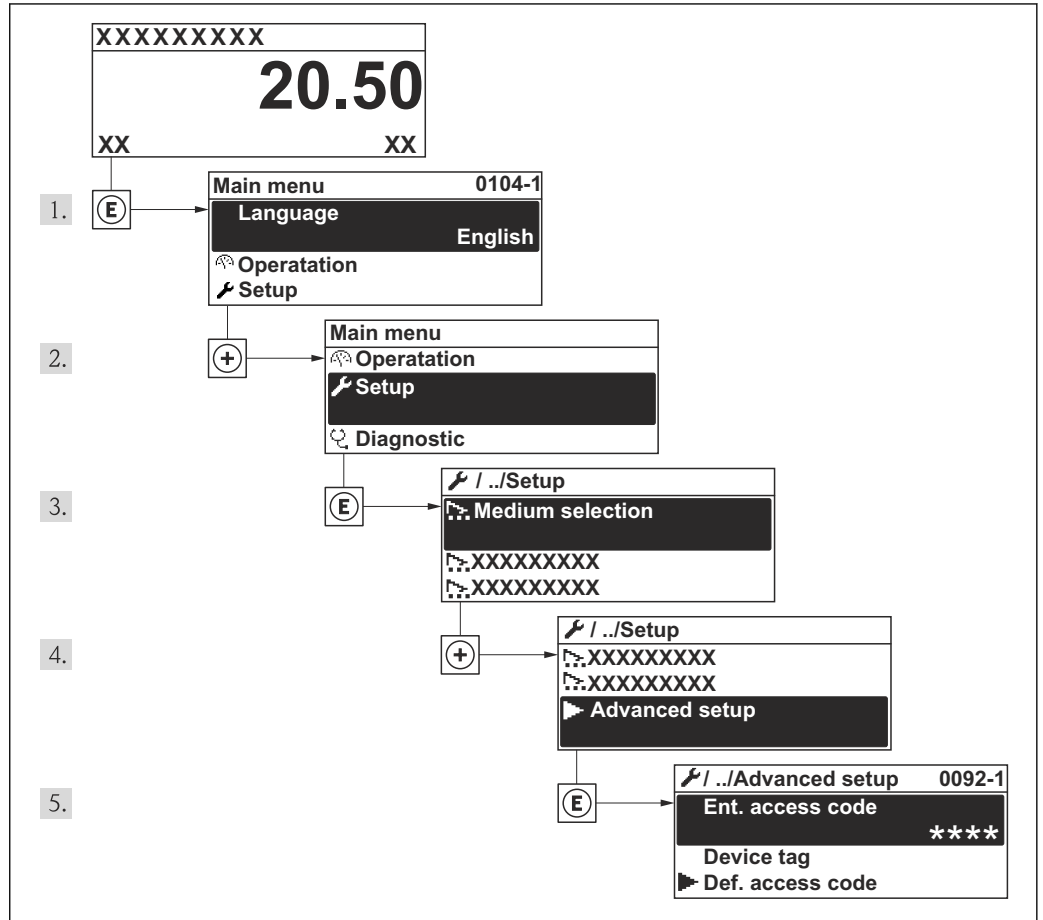 XXXXXXXXX
20.50
XX XX
1. E
Main menu 0104-1
Language
English
Operatation
Setup
2. +
Main menu
Operatation
Setup
Diagnostic
3. E
/ ../Setup
Medium selection
XXXXXXXXX
XXXXXXXXX
4. +
/ ../Setup
XXXXXXXXX
XXXXXXXXX
Advanced setup
5. E
/ ../Advanced setup 0092-1
Ent. access code
****
Device tag
Def. access code